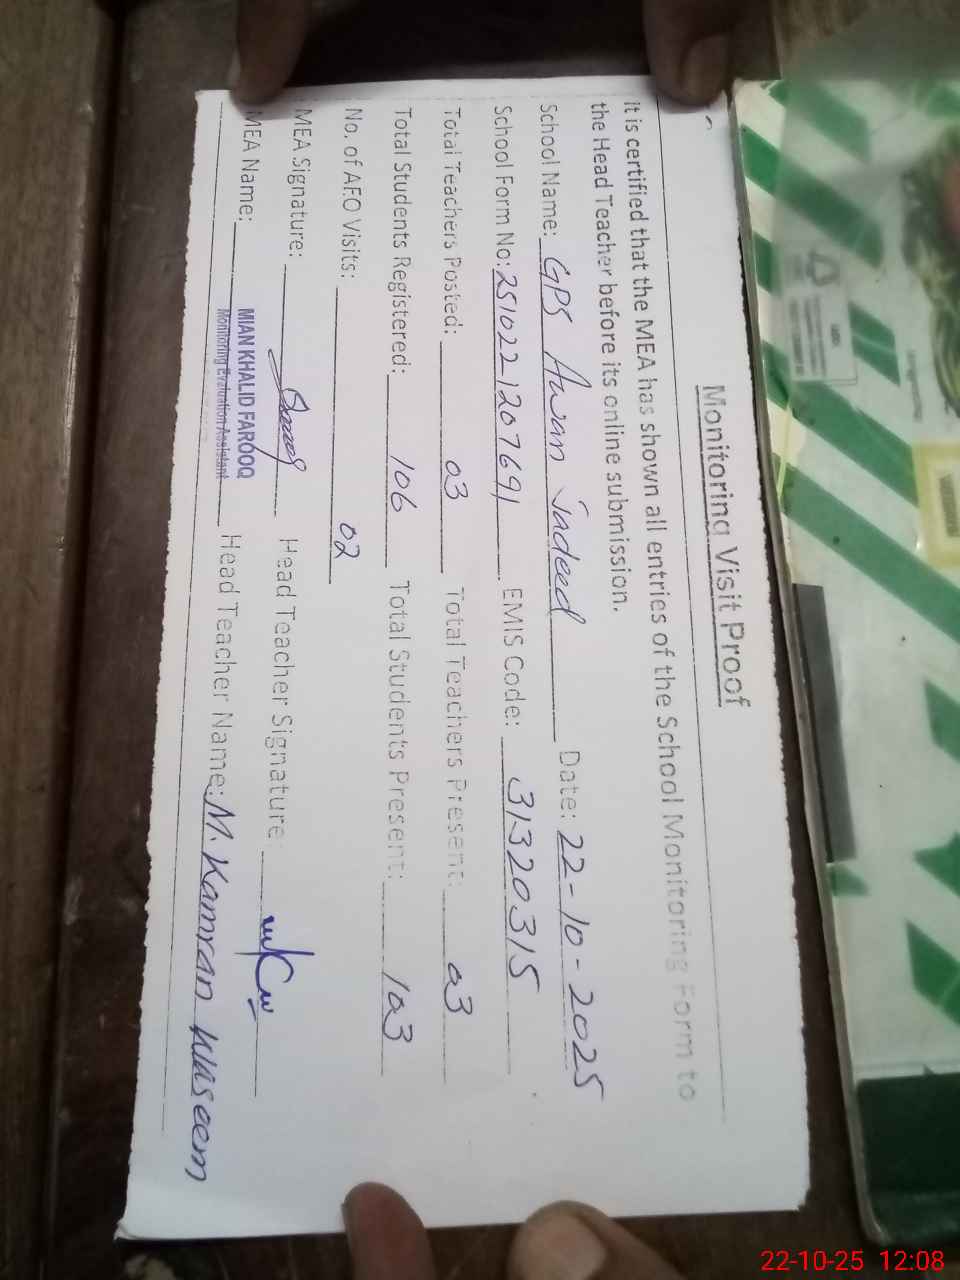 Monitoring Visit Proof
it is certified that the MEA has shown all entries of the School Monitoring Form to
the Head Teacher before its online submission.
School Name: GPS Awan jadeed Date: 22-10-2025
School Form No: 2510221207691 EMIS Code: 31320315
Total Teachers Posted: 03 Total Teachers Present: 03
Total Students Registered: 106 Total Students Present: 103
No. of AEO Visits: 02
MEA Signature: Head Teacher Signature:
MEA Name: MIAN KHALID FAROOQ Head Teacher Name: M. Kamran Waseem
Monitoring Evaluation Assistant
22-10-25 12:08